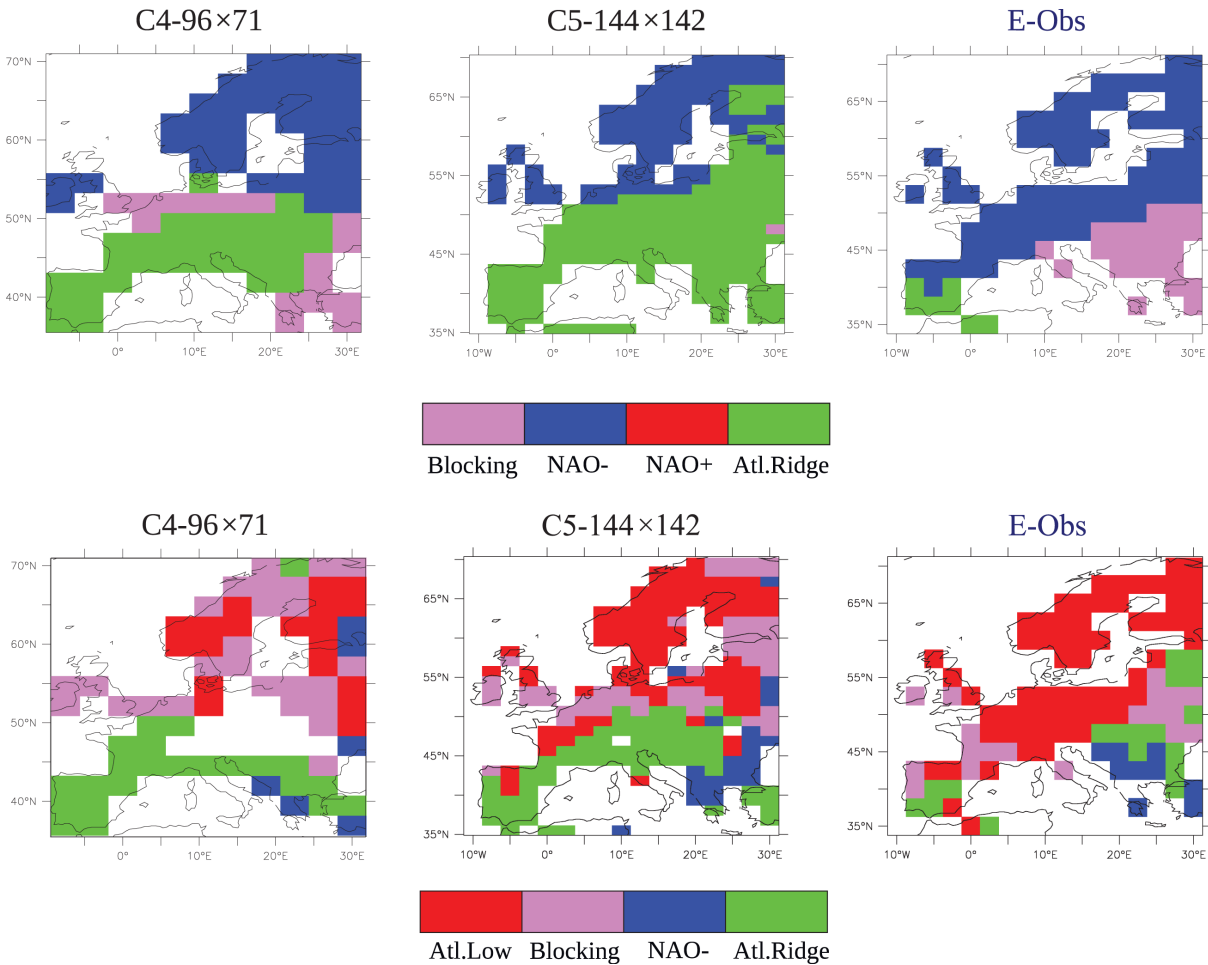 C4-96×71 C5-144×142 E-Obs
70°N
60°N
50°N
40°N
0° 10°E 20°E 30°E
65°N
55°N
45°N
35°N
10°W 0° 10°E 20°E 30°E
65°N
55°N
45°N
35°N
10°W 0° 10°E 20°E 30°E
Blocking NAO- NAO+ Atl.Ridge
C4-96×71 C5-144×142 E-Obs
70°N
60°N
50°N
40°N
0° 10°E 20°E 30°E
65°N
55°N
45°N
35°N
10°W 0° 10°E 20°E 30°E
65°N
55°N
45°N
35°N
10°W 0° 10°E 20°E 30°E
Atl.Low Blocking NAO- Atl.Ridge